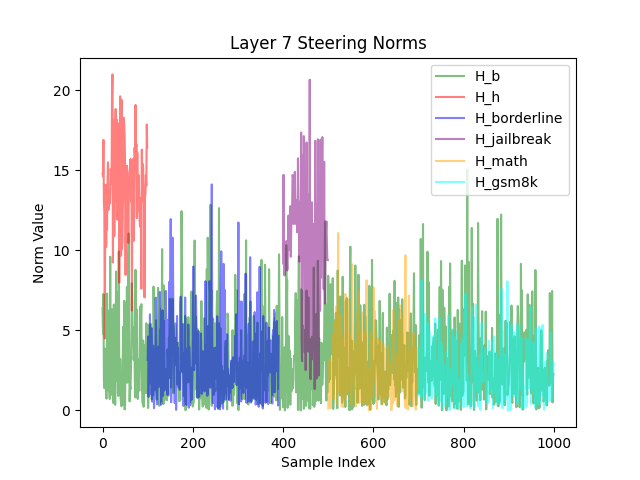 Layer 7 Steering Norms
Norm Value
20
15
10
5
0
H_b
H_h
H_borderline
H_jailbreak
H_math
H_gsm8k
0 200 400 600 800 1000
Sample Index